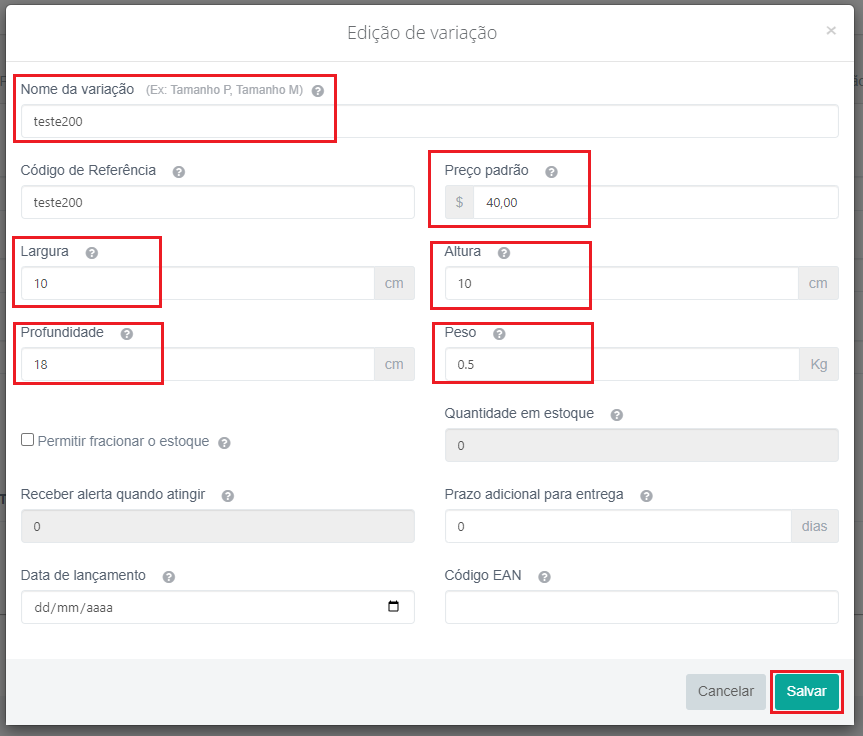 Edição de variação ×
Nome da variação (Ex: Tamanho P, Tamanho M) ?
teste200
Código de Referência ?
teste200
Preço padrão ?
$ 40,00
Largura ?
10 cm
Altura ?
10 cm
Profundidade ?
18 cm
Peso ?
0.5 Kg
Permitir fracionar o estoque ?
Quantidade em estoque ?
0
Receber alerta quando atingir ?
0
Prazo adicional para entrega ?
0 dias
Data de lançamento ?
dd/mm/aaaa
Código EAN ?
Cancelar Salvar